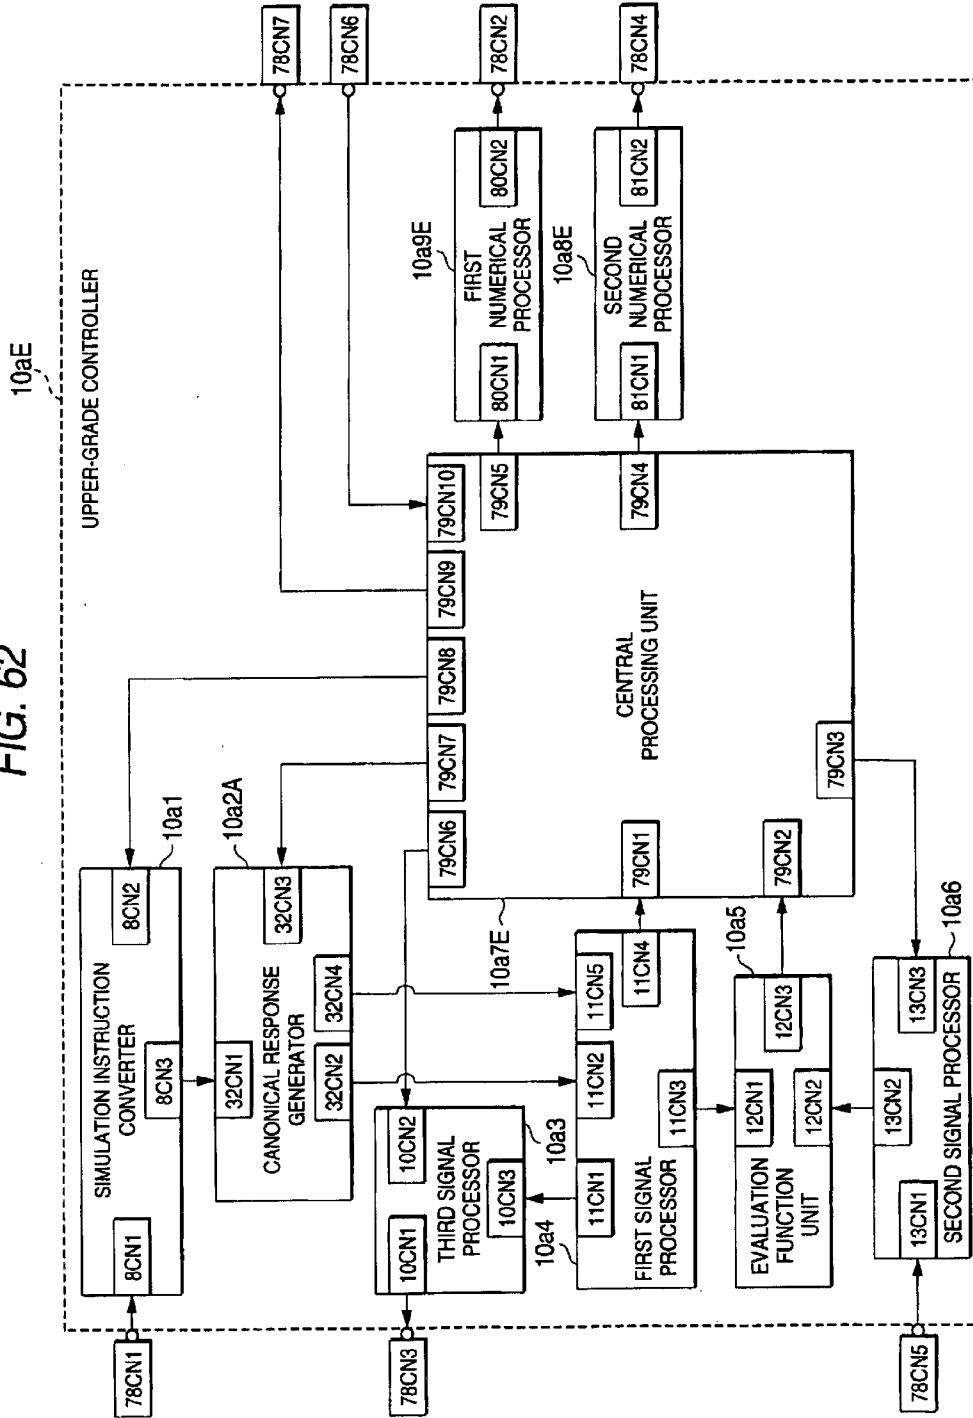 FIG. 62
10aE
UPPER-GRADE CONTROLLER
78CN1
8CN1
SIMULATION INSTRUCTION
CONVERTER
8CN3
8CN2
10a1
32CN1
CANONICAL RESPONSE
GENERATOR
32CN2
32CN4
32CN3
10a2A
78CN3
10CN1
THIRD SIGNAL
PROCESSOR
10CN2
10CN3
10a3
10a4
11CN1
FIRST SIGNAL
PROCESSOR
11CN2
11CN5
11CN3
11CN4
EVALUATION
FUNCTION
UNIT
12CN1
12CN2
12CN3
10a5
78CN5
13CN1
SECOND SIGNAL PROCESSOR
13CN2
13CN3
10a6
10a7E
79CN6
79CN7
79CN8
79CN9
79CN10
79CN1
79CN2
79CN3
CENTRAL
PROCESSING UNIT
79CN5
79CN4
80CN1
FIRST
NUMERICAL
PROCESSOR
80CN2
10a9E
81CN1
SECOND
NUMERICAL
PROCESSOR
81CN2
10a8E
78CN7
78CN6
78CN2
78CN4